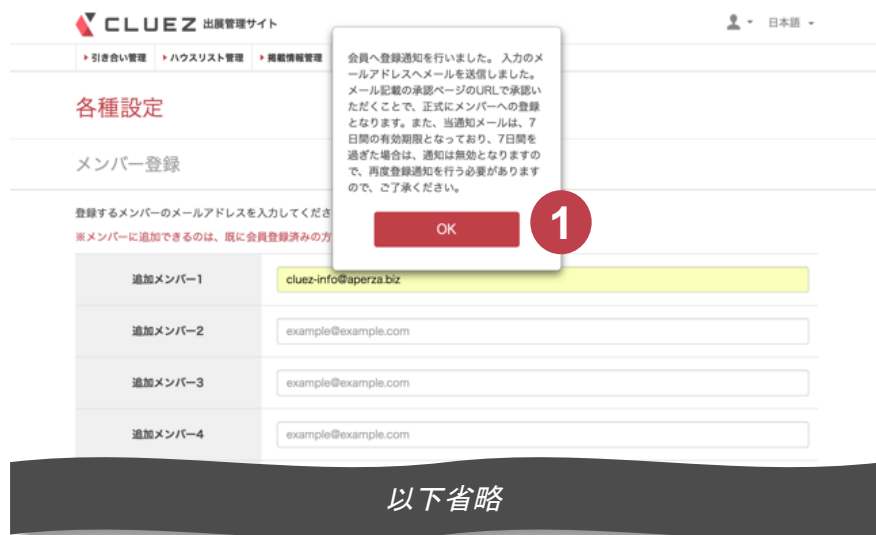 CLUEZ 出展管理サイト
日本語
引き合い管理 ハウスリスト管理 掲載情報管理
会員へ登録通知を行いました。 入力のメ
ールアドレスへメールを送信しました。
メール記載の承認ページのURLで承認い
ただくことで、正式にメンバーへの登録
となります。また、当通知メールは、7
日間の有効期限となっており、7日間を
過ぎた場合は、通知は無効となりますの
で、再度登録通知を行う必要があります
ので、ご了承ください。
OK
1
各種設定
メンバー登録
登録するメンバーのメールアドレスを入力してくださ
※メンバーに追加できるのは、既に会員登録済みの方
追加メンバー1
cluez-info@aperza.biz
追加メンバー2
example@example.com
追加メンバー3
example@example.com
追加メンバー4
example@example.com
以下省略